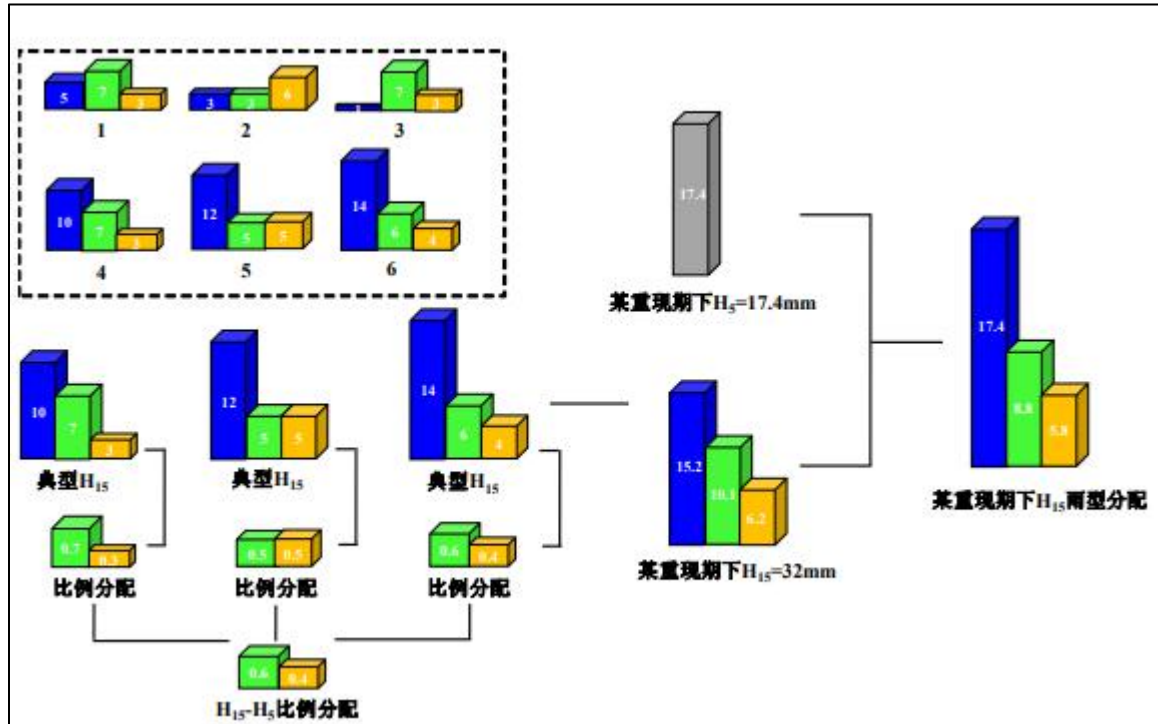 5 7 3
3 3 6
1 7 3
1 2 3
10 7 3
12 5 5
14 6 4
4 5 6
17.4
某重现期下H₅=17.4mm
10 7 3
典型H₁₅
12 5 5
典型H₁₅
14 6 4
典型H₁₅
0.7 0.3
比例分配
0.5 0.5
比例分配
0.6 0.4
比例分配
0.6 0.4
H₁₅-H₅比例分配
15.2 10.1 6.2
某重现期下H₁₅=32mm
17.4 8.8 5.8
某重现期下H₁₅雨型分配